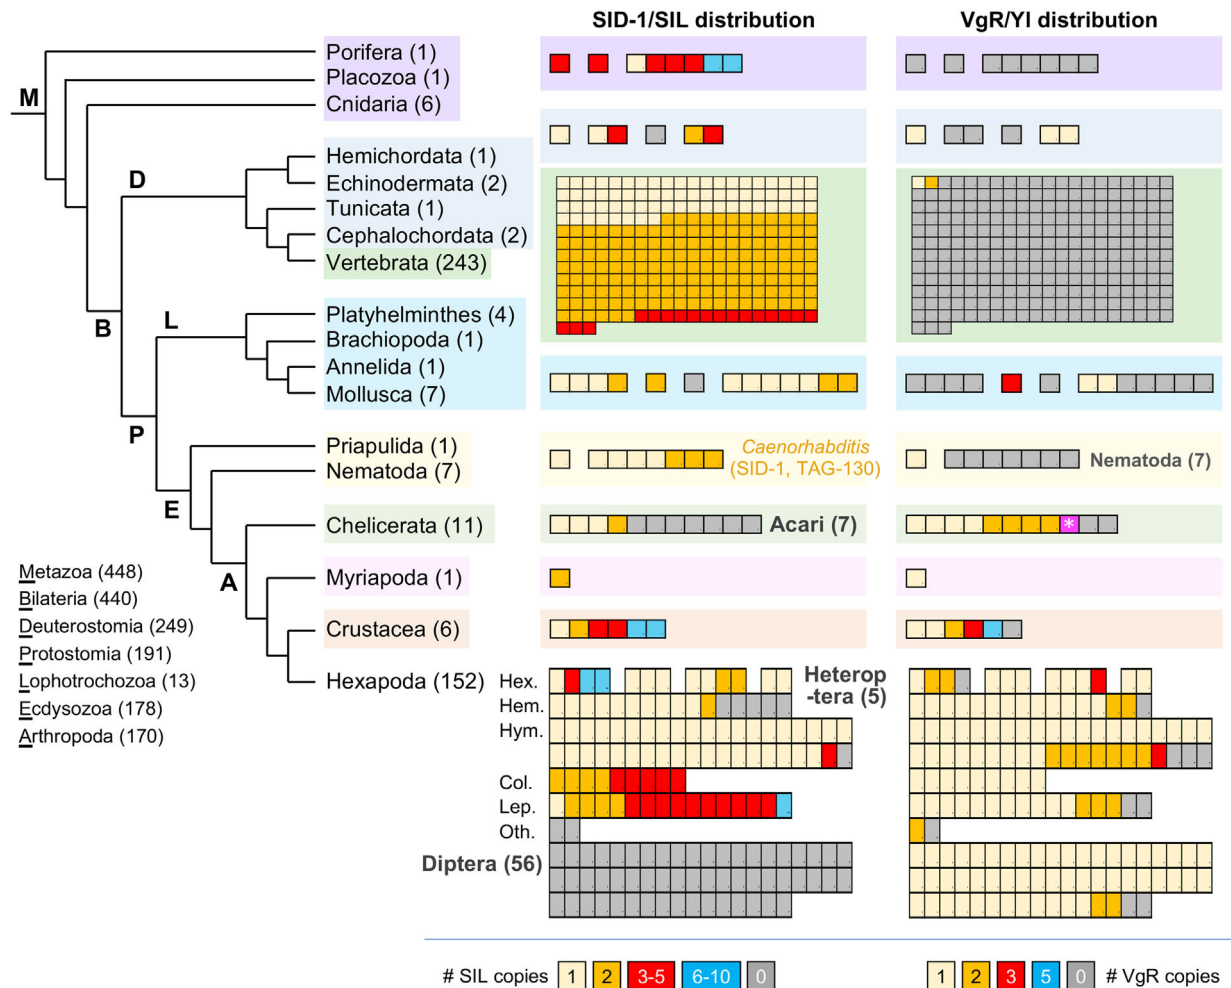 SID-1/SIL distribution
VgR/Yl distribution
Porifera (1)
Placozoa (1)
M
Cnidaria (6)
Hemichordata (1)
D
Echinodermata (2)
Tunicata (1)
Cephalochordata (2)
Vertebrata (243)
Platyhelminthes (4)
L
B
Brachiopoda (1)
Annelida (1)
Mollusca (7)
P
Priapulida (1)
Caenorhabditis
(SID-1, TAG-130)
Nematoda (7)
Nematoda (7)
E
Chelicerata (11)
Acari (7)
*
A
Myriapoda (1)
Crustacea (6)
Hexapoda (152)
Metazoa (448)
Bilateria (440)
Deuterostomia (249)
Protostomia (191)
Lophotrochozoa (13)
Ecdysozoa (178)
Arthropoda (170)
Hex.
Heterop
-tera (5)
Hem.
Hym.
Col.
Lep.
Oth.
Diptera (56)
# SIL copies 1 2 3-5 6-10 0
1 2 3 5 0 # VgR copies